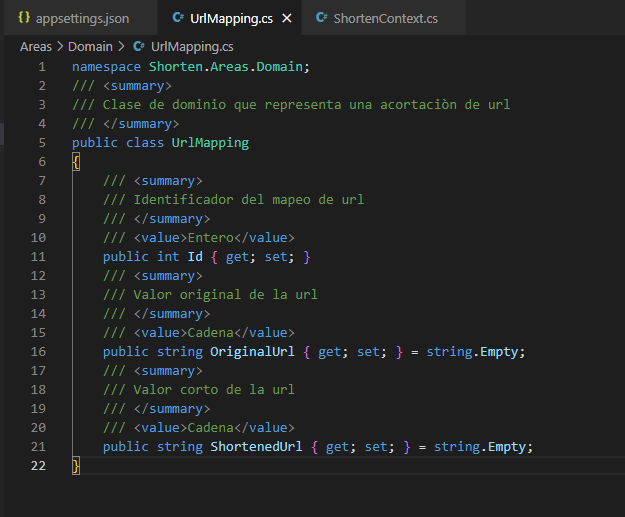 {} appsettings.json
C# UrlMapping.cs ×
C# ShortenContext.cs
Areas > Domain > C# UrlMapping.cs
1 namespace Shorten.Areas.Domain;
2 /// <summary>
3 /// Clase de dominio que representa una acortaciòn de url
4 /// </summary>
5 public class UrlMapping
6 {
7     /// <summary>
8     /// Identificador del mapeo de url
9     /// </summary>
10     /// <value>Entero</value>
11     public int Id { get; set; }
12     /// <summary>
13     /// Valor original de la url
14     /// </summary>
15     /// <value>Cadena</value>
16     public string OriginalUrl { get; set; } = string.Empty;
17     /// <summary>
18     /// Valor corto de la url
19     /// </summary>
20     /// <value>Cadena</value>
21     public string ShortenedUrl { get; set; } = string.Empty;
22 }